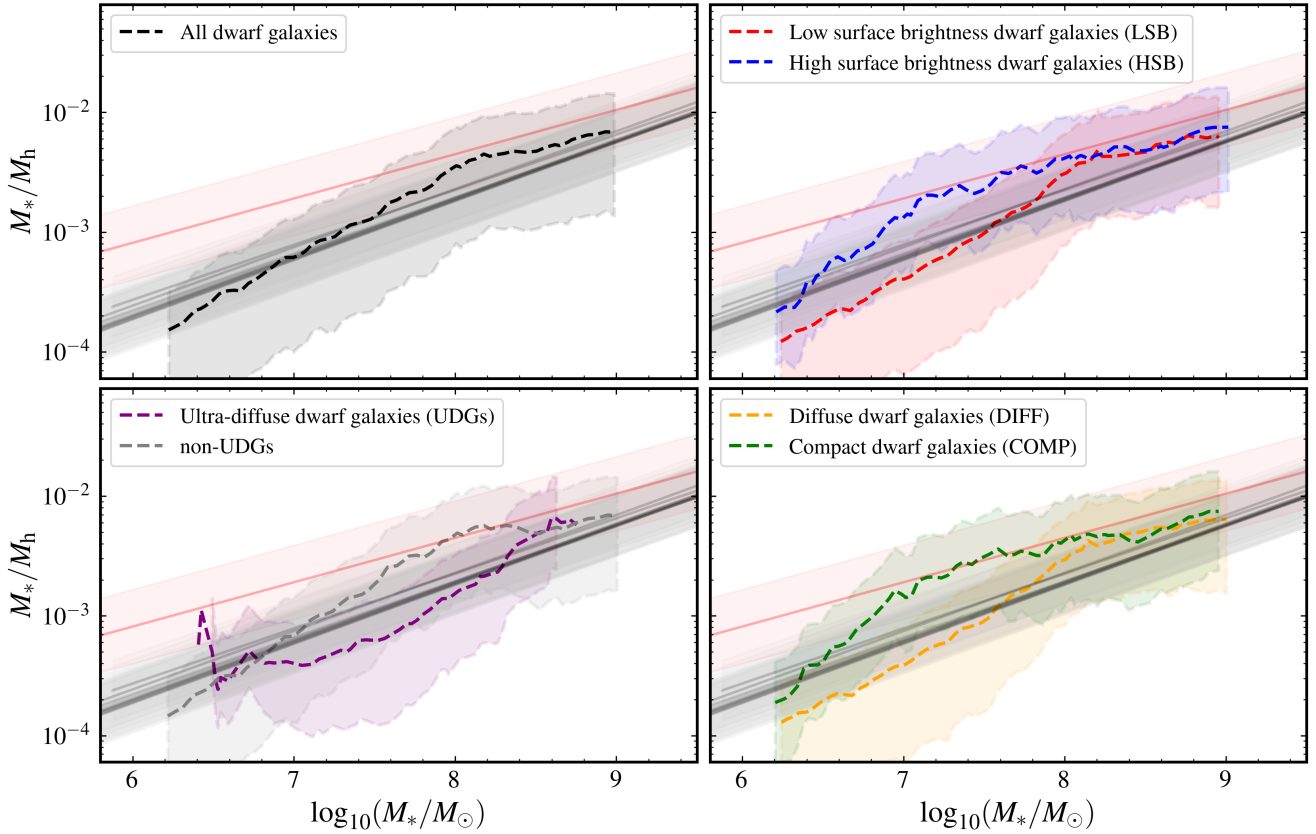 All dwarf galaxies
Low surface brightness dwarf galaxies (LSB)
High surface brightness dwarf galaxies (HSB)
10⁻²
10⁻³
10⁻⁴
M*/Mh
Ultra-diffuse dwarf galaxies (UDGs)
non-UDGs
Diffuse dwarf galaxies (DIFF)
Compact dwarf galaxies (COMP)
10⁻²
10⁻³
10⁻⁴
M*/Mh
6 7 8 9
6 7 8 9
log₁₀(M*/M⊙)
log₁₀(M*/M⊙)